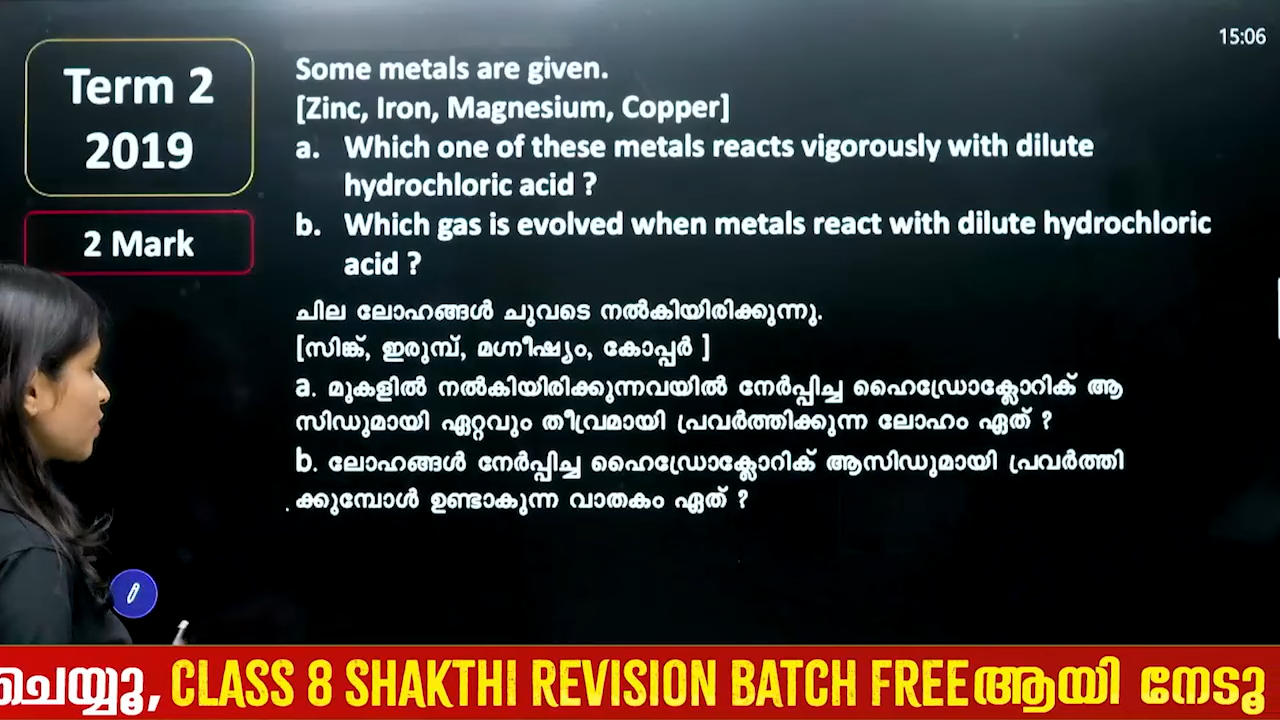 15:06
Term 2
2019
2 Mark
Some metals are given.
[Zinc, Iron, Magnesium, Copper]
a. Which one of these metals reacts vigorously with dilute
hydrochloric acid ?
b. Which gas is evolved when metals react with dilute hydrochloric
acid ?
ചില ലോഹങ്ങൾ ചുവടെ നൽകിയിരിക്കുന്നു.
[സിങ്ക്, ഇരുമ്പ്, മഗ്നീഷ്യം, കോപ്പർ ]
a. മുകളിൽ നൽകിയിരിക്കുന്നവയിൽ നേർപ്പിച്ച ഹൈഡ്രോക്ലോറിക് ആ
സിഡുമായി ഏറ്റവും തീവ്രമായി പ്രവർത്തിക്കുന്ന ലോഹം ഏത് ?
b. ലോഹങ്ങൾ നേർപ്പിച്ച ഹൈഡ്രോക്ലോറിക് ആസിഡുമായി പ്രവർത്തി
ക്കുമ്പോൾ ഉണ്ടാകുന്ന വാതകം ഏത് ?
ചെയ്യൂ, CLASS 8 SHAKTHI REVISION BATCH FREE ആയി നേടൂ